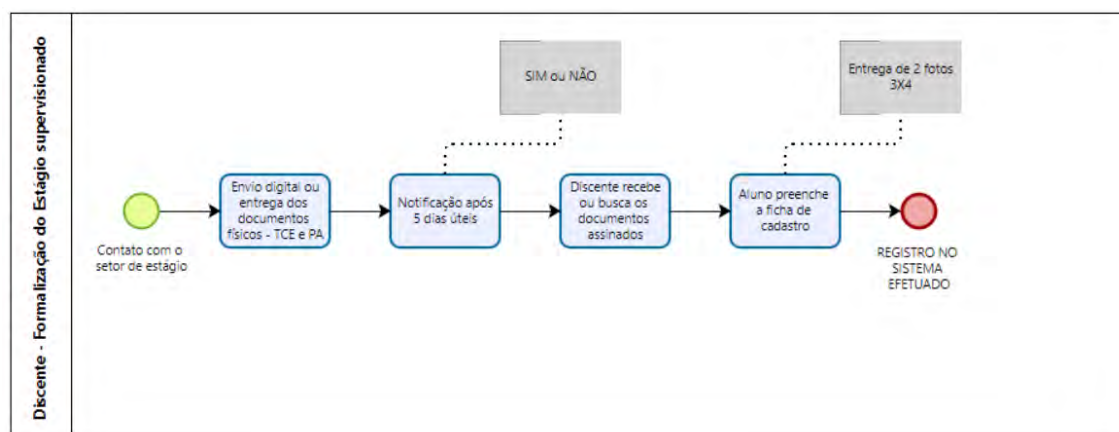 Discente - Formalização do Estágio supervisionado
SIM ou NÃO
Entrega de 2 fotos
3X4
Contato com o
setor de estágio
Envio digital ou
entrega dos
documentos
físicos - TCE e PA
Notificação após
5 dias úteis
Discente recebe
ou busca os
documentos
assinados
Aluno preenche
a ficha de
cadastro
REGISTRO NO
SISTEMA
EFETUADO